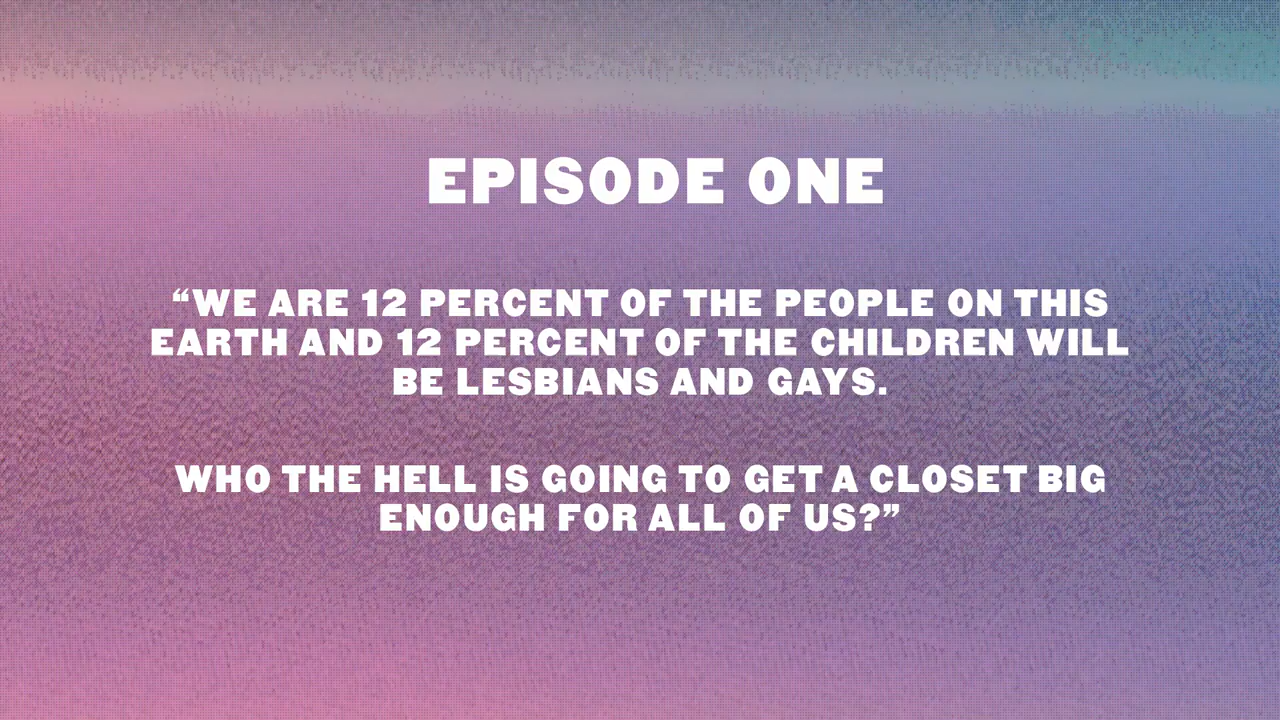 EPISODE ONE
“WE ARE 12 PERCENT OF THE PEOPLE ON THIS
EARTH AND 12 PERCENT OF THE CHILDREN WILL
BE LESBIANS AND GAYS.
WHO THE HELL IS GOING TO GET A CLOSET BIG
ENOUGH FOR ALL OF US?”